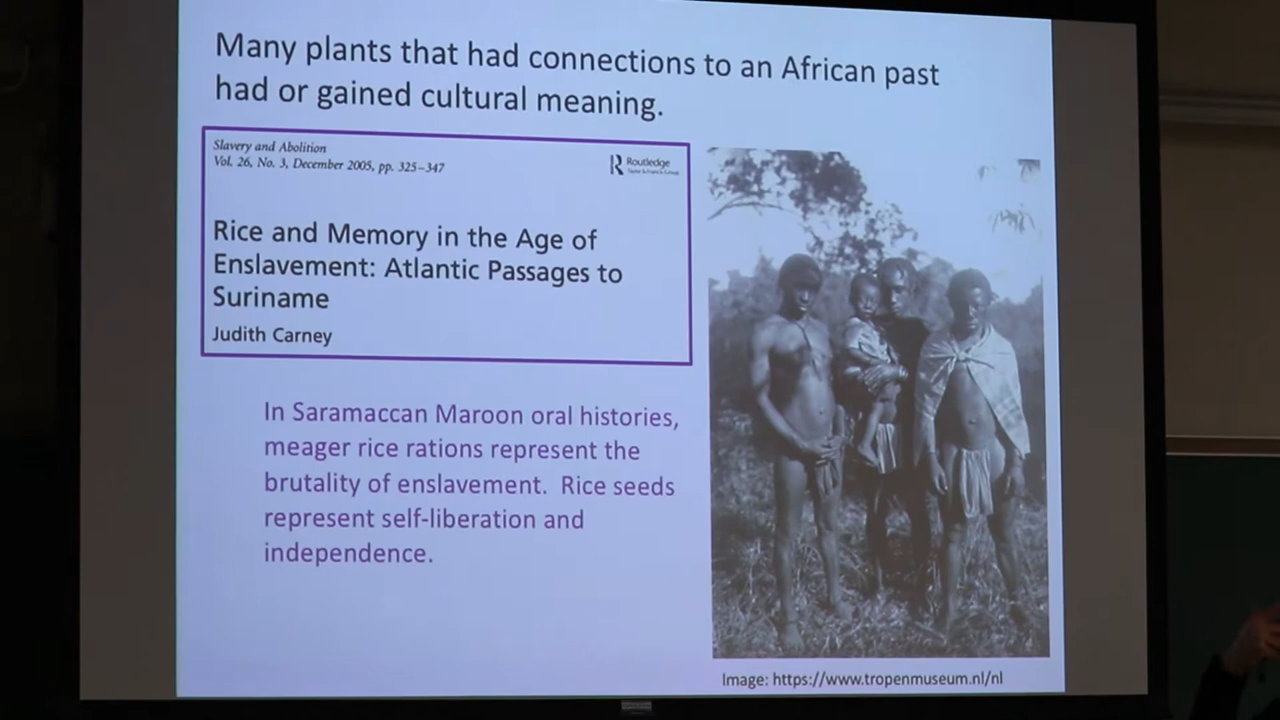 Many plants that had connections to an African past
had or gained cultural meaning.
Slavery and Abolition
Vol. 26, No. 3, December 2005, pp. 325–347
Routledge
Taylor & Francis Group
Rice and Memory in the Age of
Enslavement: Atlantic Passages to
Suriname
Judith Carney
In Saramaccan Maroon oral histories,
meager rice rations represent the
brutality of enslavement.  Rice seeds
represent self-liberation and
independence.
Image: https://www.tropenmuseum.nl/nl